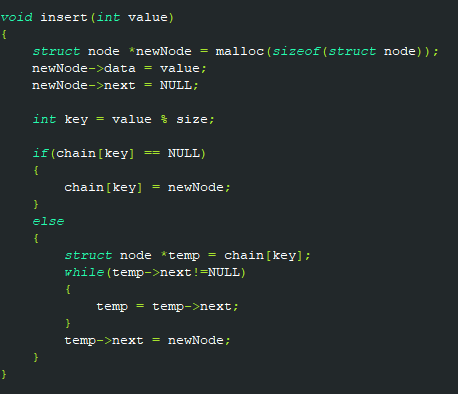 void insert(int value)
{
    struct node *newNode = malloc(sizeof(struct node));
    newNode->data = value;
    newNode->next = NULL;

    int key = value % size;

    if(chain[key] == NULL)
    {
        chain[key] = newNode;
    }
    else
    {
        struct node *temp = chain[key];
        while(temp->next!=NULL)
        {
            temp = temp->next;
        }
        temp->next = newNode;
    }
}